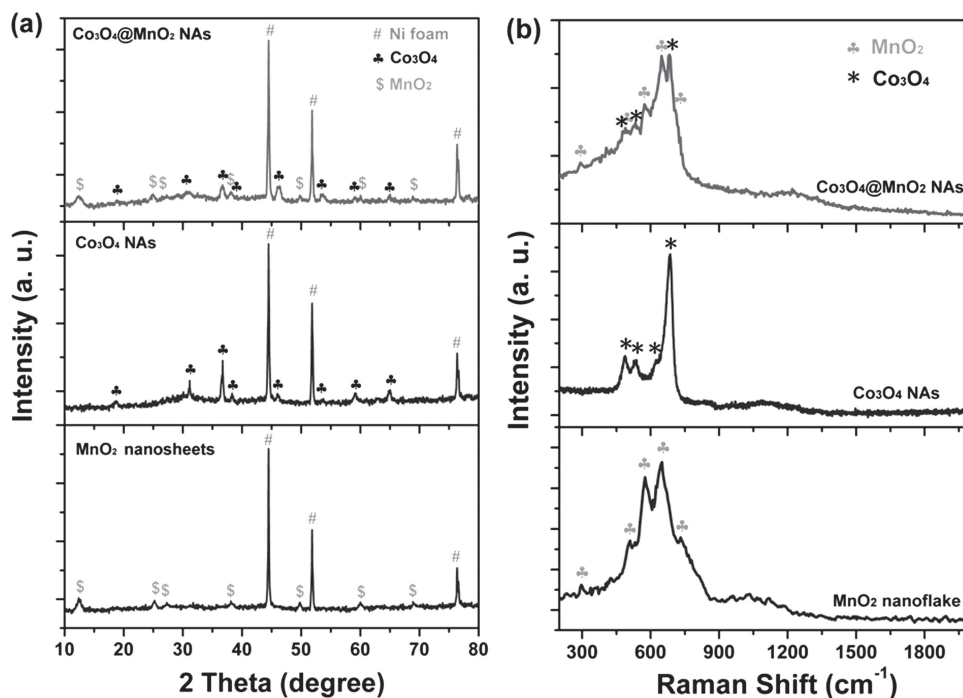 (a)
Co₃O₄@MnO₂ NAs
# Ni foam
♣ Co₃O₄
$ MnO₂
# # #
$ ♣ $ $ ♣ ♣ $ ♣ ♣ $ ♣ ♣ $ ♣ $
Co₃O₄ NAs
# # #
♣ ♣ ♣ ♣ ♣ ♣ ♣ ♣
MnO₂ nanosheets
# # #
$ $ $ $ $ $ $
Intensity (a. u.)
10 20 30 40 50 60 70 80
2 Theta (degree)
(b)
♣ MnO₂
* Co₃O₄
♣ * ♣ * ♣ ♣ * ♣
Co₃O₄@MnO₂ NAs
* * * *
Co₃O₄ NAs
♣ ♣ ♣ ♣ ♣
MnO₂ nanoflake
Intensity (a. u.)
300 600 900 1200 1500 1800
Raman Shift (cm⁻¹)